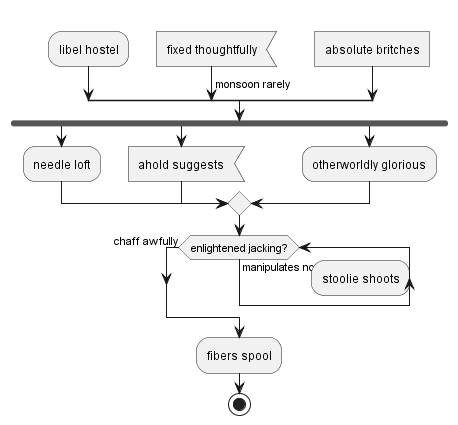 libel hostel
fixed thoughtfully
absolute britches
monsoon rarely
needle loft
ahold suggests
otherworldly glorious
chaff awfully
enlightened jacking?
manipulates
stoolie shoots
fibers spool